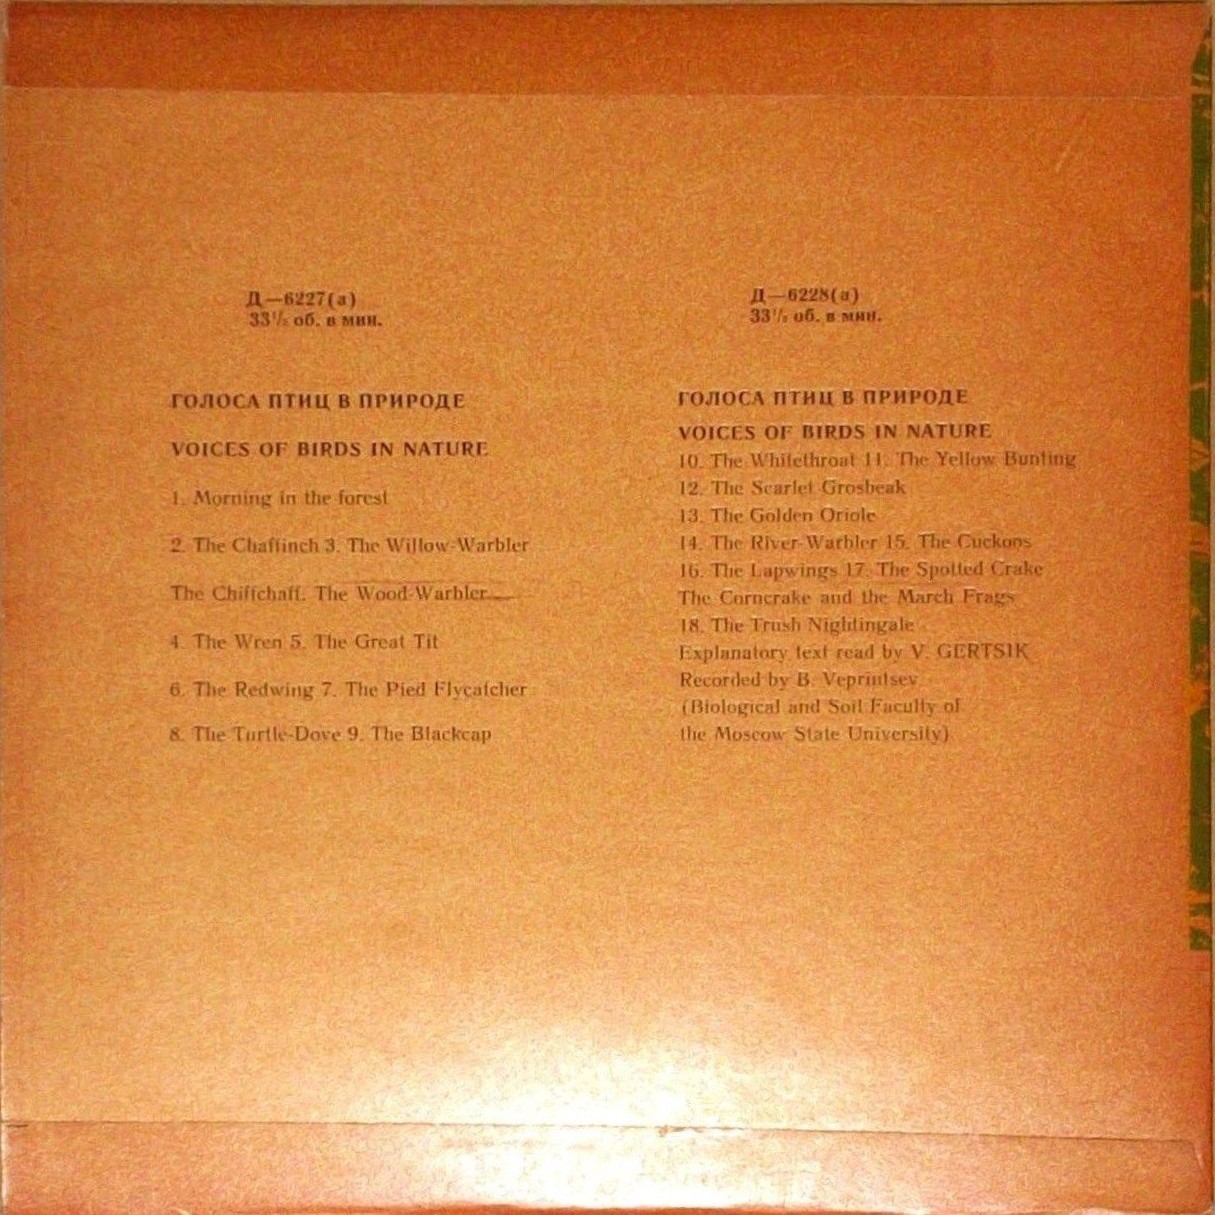 Д—6227(а)
33⅓ об. в мин.
ГОЛОСА ПТИЦ В ПРИРОДЕ
VOICES OF BIRDS IN NATURE
1. Morning in the forest
2. The Chaffinch 3. The Willow-Warbler
The Chiffchaff. The Wood-Warbler
4. The Wren 5. The Great Tit
6. The Redwing 7. The Pied Flycatcher
8. The Turtle-Dove 9. The Blackcap
Д—6228(а)
33⅓ об. в мин.
ГОЛОСА ПТИЦ В ПРИРОДЕ
VOICES OF BIRDS IN NATURE
10. The Whitethroat 11. The Yellow Bunting
12. The Scarlet Grosbeak
13. The Golden Oriole
14. The River-Warbler 15. The Cuckoos
16. The Lapwings 17. The Spotted Crake
The Corncrake and the March Frags
18. The Trush Nightingale
Explanatory text read by V. GERTSIK
Recorded by B. Veprintsev
(Biological and Soil Faculty of
the Moscow State University)